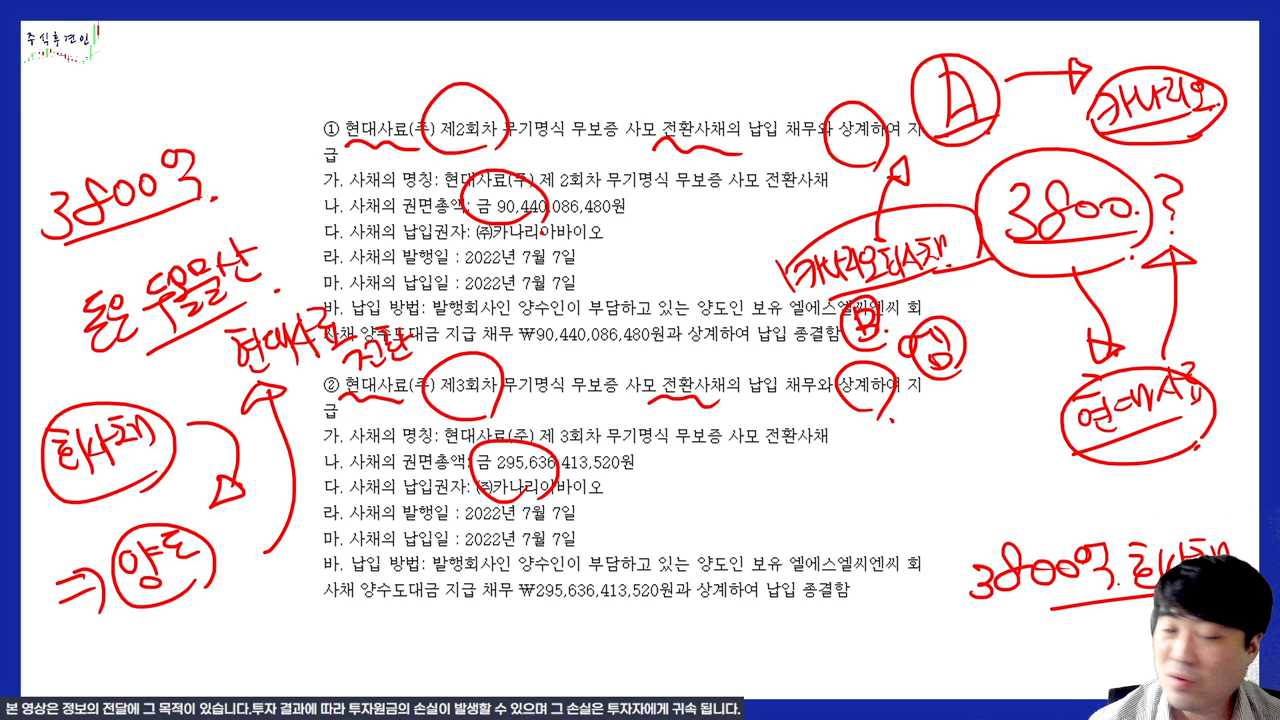 주식후견인
① 현대사료(주) 제2회차 무기명식 무보증 사모 전환사채의 납입 채무와 상계하여 지
급
가. 사채의 명칭: 현대사료(주) 제 2회차 무기명식 무보증 사모 전환사채
나. 사채의 권면총액: 금 90,440,086,480원
다. 사채의 납입권자: ㈜카나리아바이오
라. 사채의 발행일 : 2022년 7월 7일
마. 사채의 납입일 : 2022년 7월 7일
바. 납입 방법: 발행회사인 양수인이 부담하고 있는 양도인 보유 엘에스엘씨엔씨 회
사채 양수도대금 지급 채무 ₩90,440,086,480원과 상계하여 납입 종결함
② 현대사료(주) 제3회차 무기명식 무보증 사모 전환사채의 납입 채무와 상계하여 지
급
가. 사채의 명칭: 현대사료(주) 제 3회차 무기명식 무보증 사모 전환사채
나. 사채의 권면총액: 금 295,636,413,520원
다. 사채의 납입권자: ㈜카나리아바이오
라. 사채의 발행일 : 2022년 7월 7일
마. 사채의 납입일 : 2022년 7월 7일
바. 납입 방법: 발행회사인 양수인이 부담하고 있는 양도인 보유 엘에스엘씨엔씨 회
사채 양수도대금 지급 채무 ₩295,636,413,520원과 상계하여 납입 종결함
3800억.
돈은 두올물산.
현대사료
전환
회사채
⇒ 양도
카나리오.
3800. ?
카나리오 회사채
B.
현대사료
3800억 회사채
본 영상은 정보의 전달에 그 목적이 있습니다.투자 결과에 따라 투자원금의 손실이 발생할 수 있으며 그 손실은 투자자에게 귀속 됩니다.